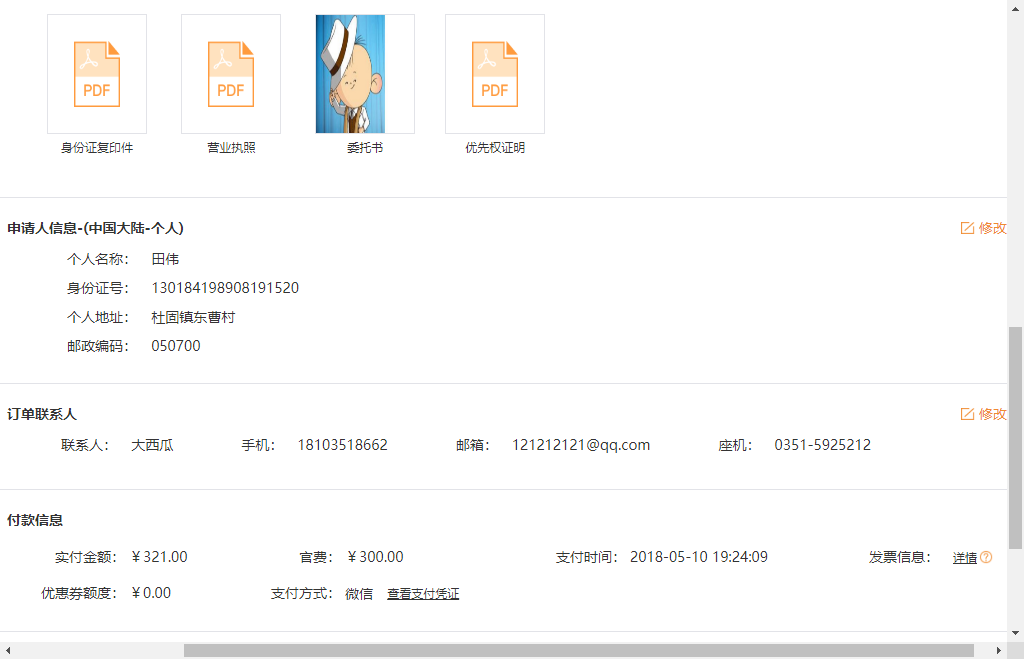 PDF PDF PDF
身份证复印件 营业执照 委托书 优先权证明
申请人信息-(中国大陆-个人) 修改
个人名称： 田伟
身份证号： 130184198908191520
个人地址： 杜固镇东曹村
邮政编码： 050700
订单联系人 修改
联系人： 大西瓜 手机： 18103518662 邮箱： 121212121@qq.com 座机： 0351-5925212
付款信息
实付金额： ￥321.00 官费： ￥300.00 支付时间： 2018-05-10 19:24:09 发票信息： 详情 ?
优惠券额度： ￥0.00 支付方式： 微信 查看支付凭证